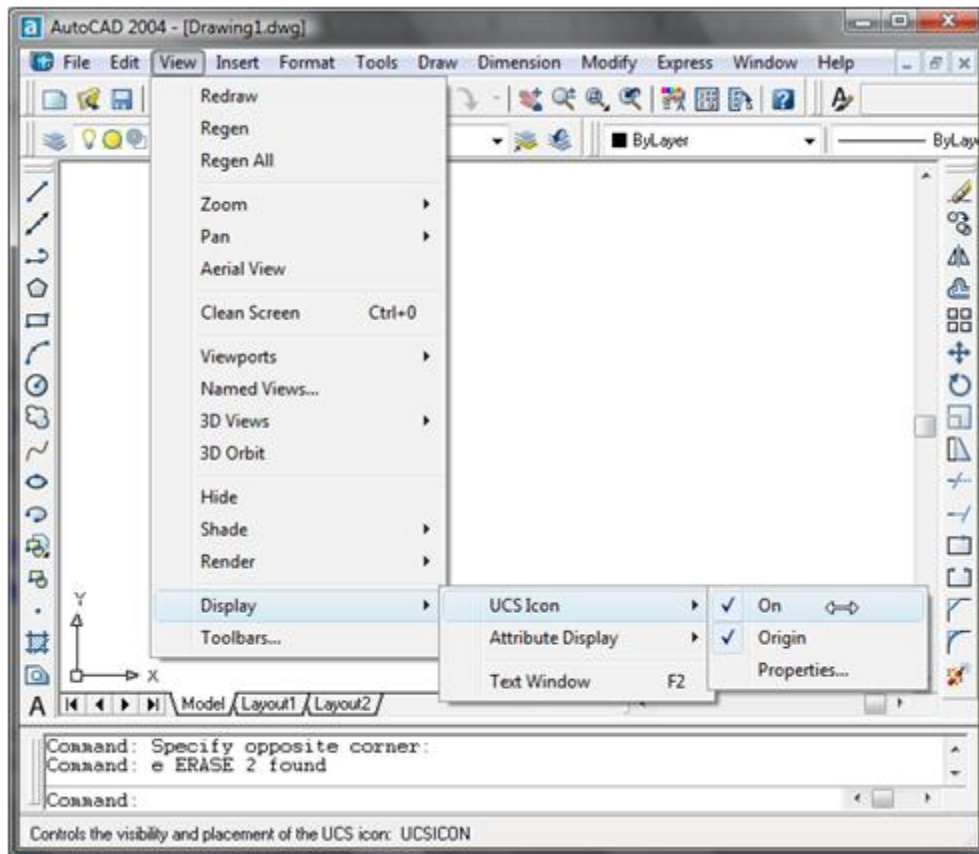 AutoCAD 2004 - [Drawing1.dwg]
File Edit View Insert Format Tools Draw Dimension Modify Express Window Help
ByLayer
ByLay
Redraw
Regen
Regen All
Zoom
Pan
Aerial View
Clean Screen Ctrl+0
Viewports
Named Views...
3D Views
3D Orbit
Hide
Shade
Render
Display
Toolbars...
UCS Icon
Attribute Display
Text Window F2
On
Origin
Properties...
Y
X
A
Model Layout1 Layout2
Command: Specify opposite corner:
Command: e ERASE 2 found
Command:
Controls the visibility and placement of the UCS icon: UCSICON